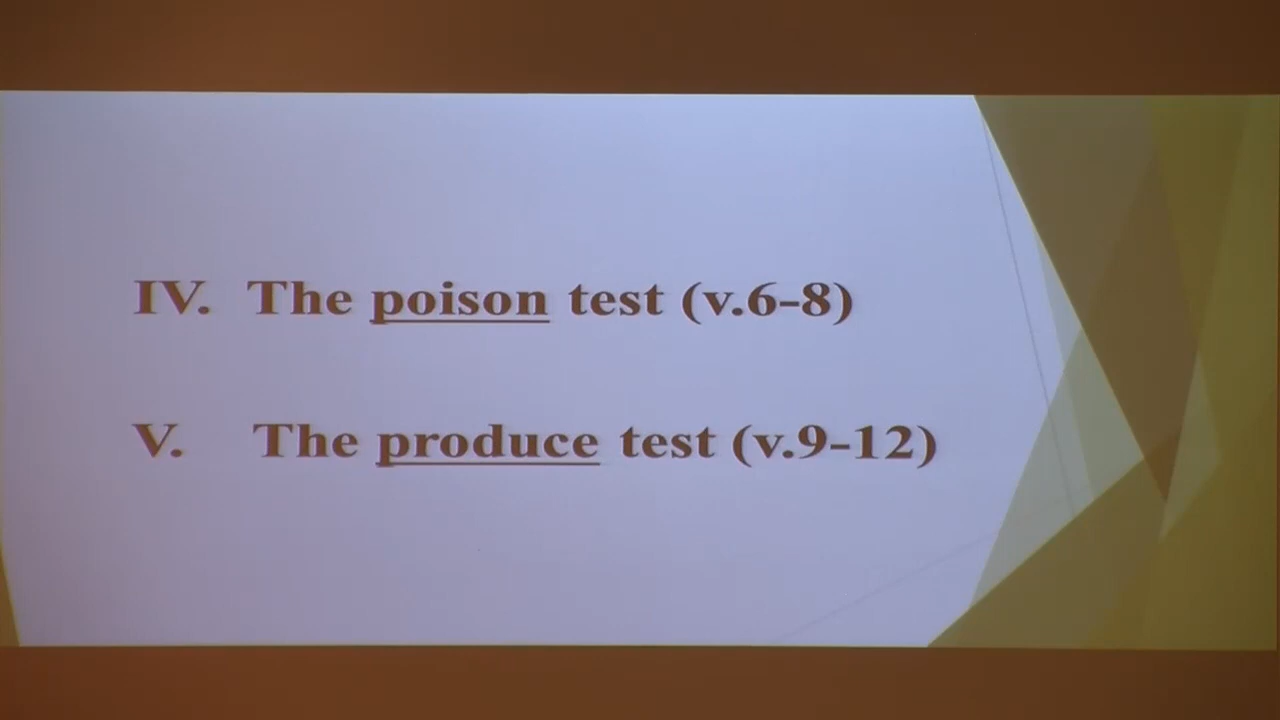 IV. The poison test (v.6-8)
V. The produce test (v.9-12)